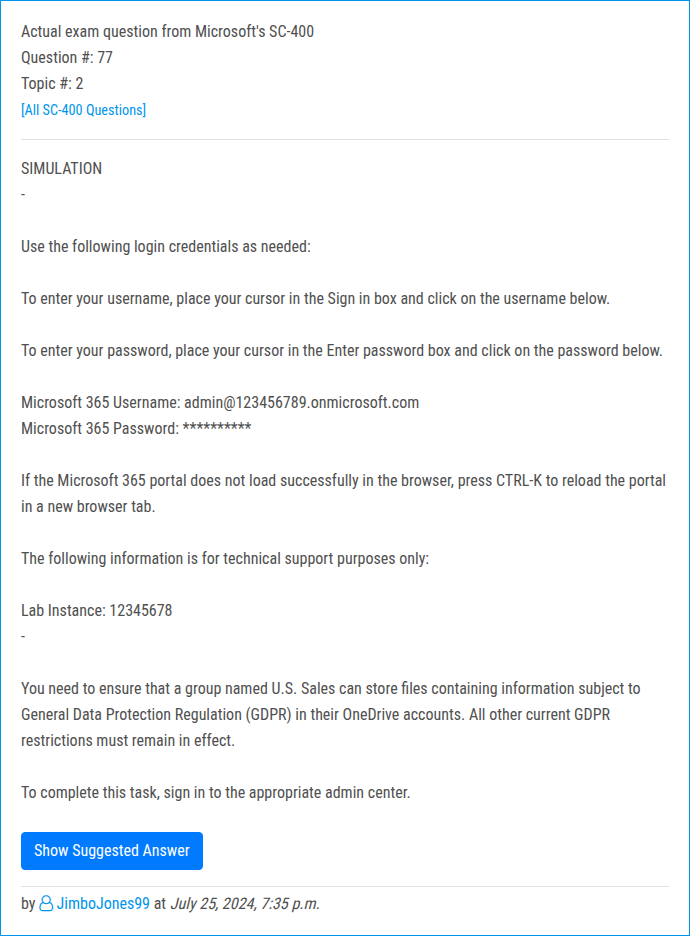 Actual exam question from Microsoft's SC-400
Question #: 77
Topic #: 2
[All SC-400 Questions]
SIMULATION
-
Use the following login credentials as needed:
To enter your username, place your cursor in the Sign in box and click on the username below.
To enter your password, place your cursor in the Enter password box and click on the password below.
Microsoft 365 Username: admin@123456789.onmicrosoft.com
Microsoft 365 Password: **********
If the Microsoft 365 portal does not load successfully in the browser, press CTRL-K to reload the portal
in a new browser tab.
The following information is for technical support purposes only:
Lab Instance: 12345678
-
You need to ensure that a group named U.S. Sales can store files containing information subject to
General Data Protection Regulation (GDPR) in their OneDrive accounts. All other current GDPR
restrictions must remain in effect.
To complete this task, sign in to the appropriate admin center.
Show Suggested Answer
by JimboJones99 at July 25, 2024, 7:35 p.m.